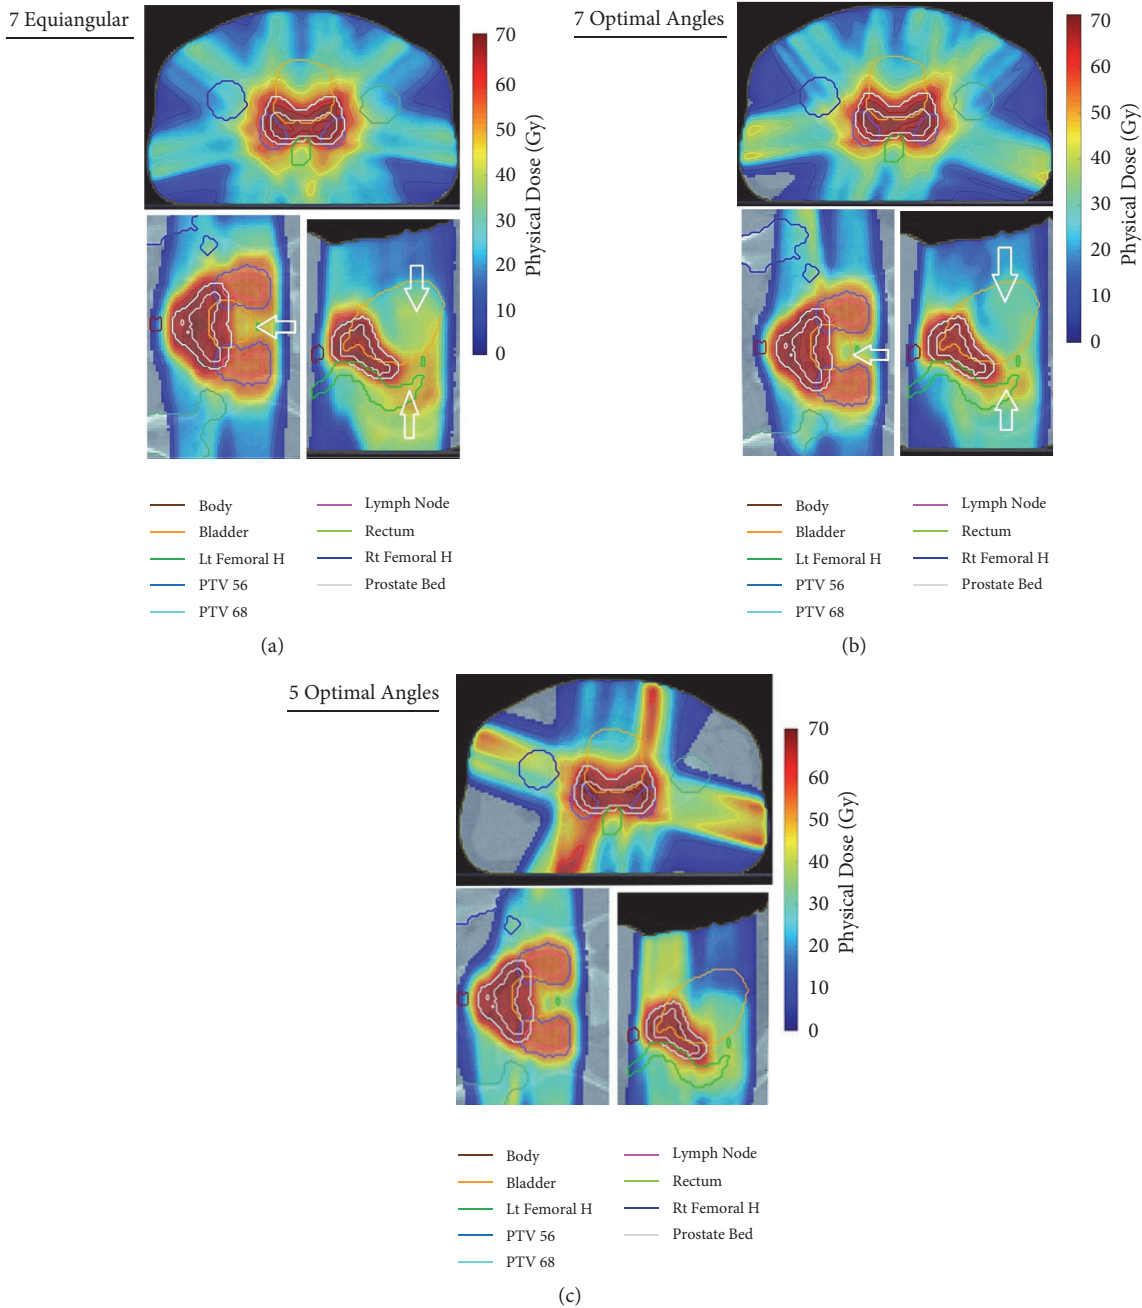 7 Equiangular
70
60
50
40
30
20
10
0
Physical Dose (Gy)
Body
Bladder
Lt Femoral H
PTV 56
PTV 68
Lymph Node
Rectum
Rt Femoral H
Prostate Bed
(a)
7 Optimal Angles
70
60
50
40
30
20
10
0
Physical Dose (Gy)
Body
Bladder
Lt Femoral H
PTV 56
PTV 68
Lymph Node
Rectum
Rt Femoral H
Prostate Bed
(b)
5 Optimal Angles
70
60
50
40
30
20
10
0
Physical Dose (Gy)
Body
Bladder
Lt Femoral H
PTV 56
PTV 68
Lymph Node
Rectum
Rt Femoral H
Prostate Bed
(c)